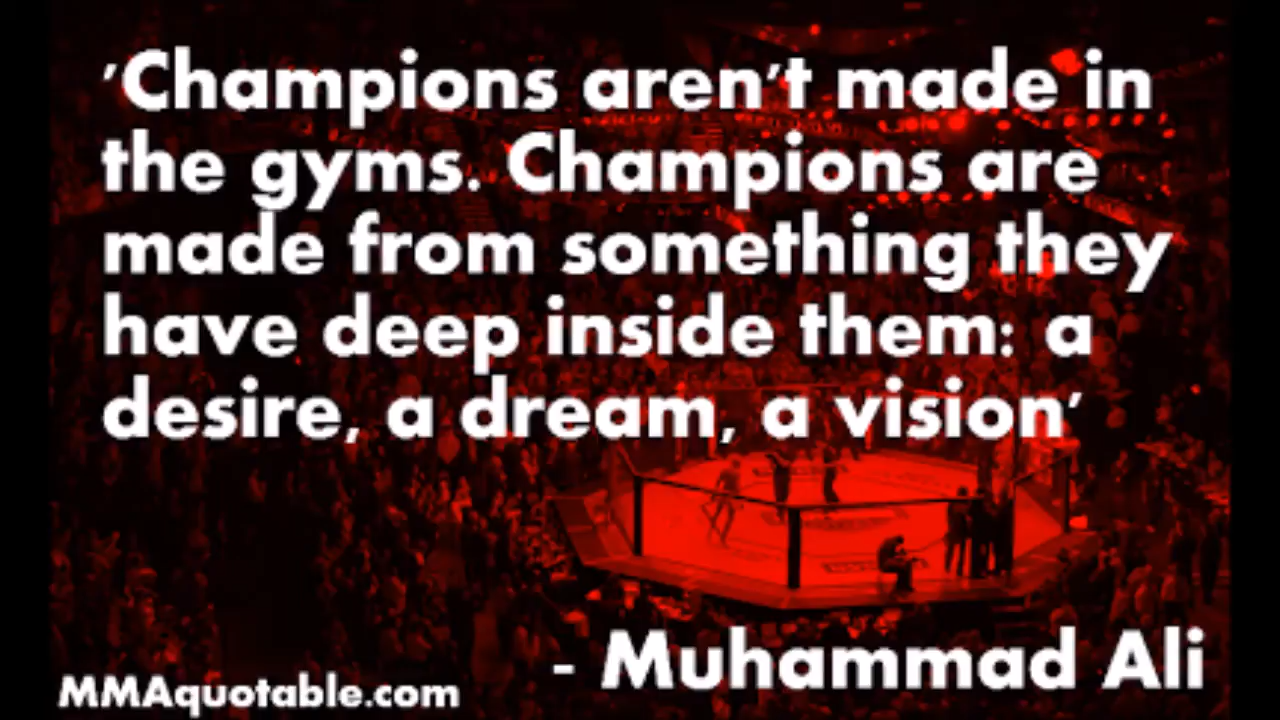 'Champions aren't made in
the gyms. Champions are
made from something they
have deep inside them: a
desire, a dream, a vision'
- Muhammad Ali
MMAquotable.com